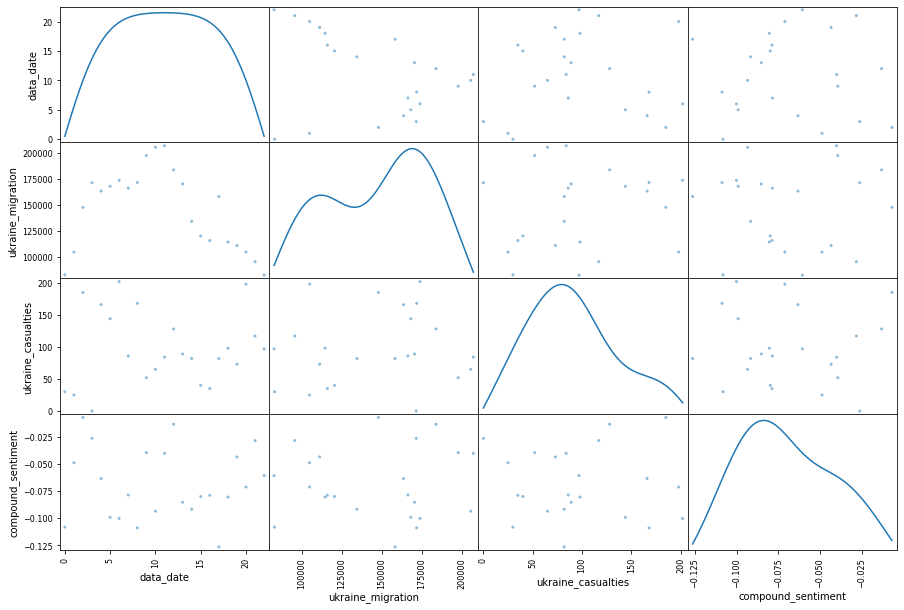 data_date
20
15
10
5
0
ukraine_migration
200000
175000
150000
125000
100000
ukraine_casualties
200
150
100
50
0
compound_sentiment
−0.025
−0.050
−0.075
−0.100
−0.125
0 5 10 15 20
100000 125000 150000 175000 200000
0 50 100 150 200
−0.125 −0.100 −0.075 −0.050 −0.025
data_date ukraine_migration ukraine_casualties compound_sentiment